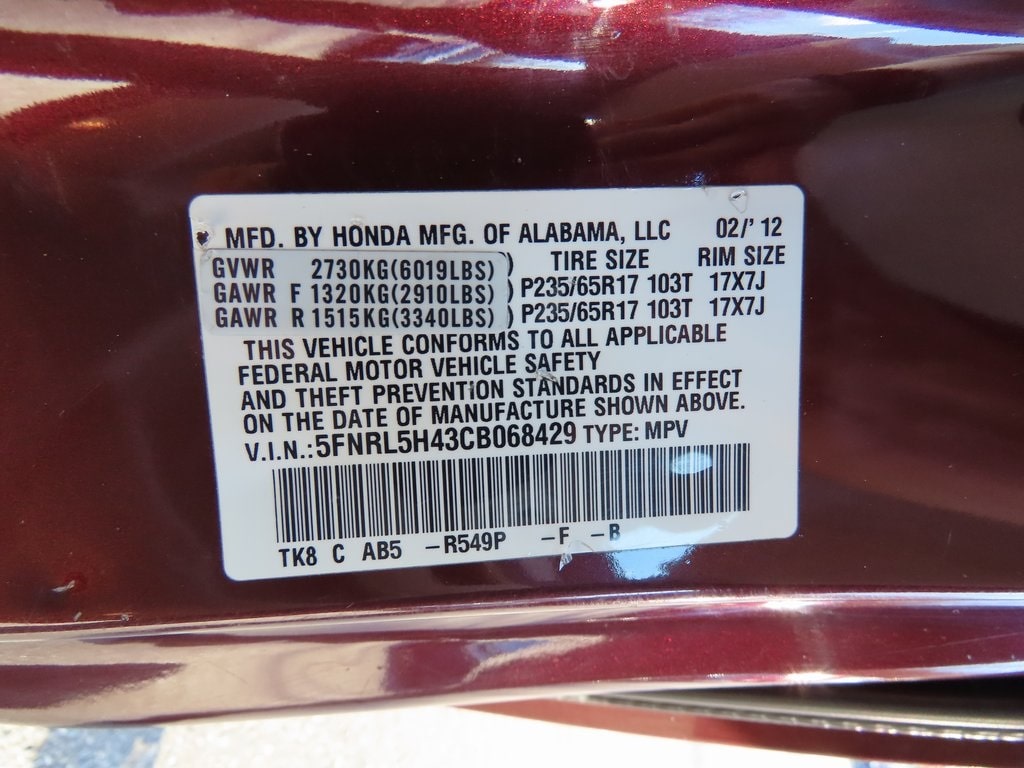 MFD. BY HONDA MFG. OF ALABAMA, LLC 02/' 12
GVWR 2730KG(6019LBS) ) TIRE SIZE RIM SIZE
GAWR F 1320KG(2910LBS) ) P235/65R17 103T 17X7J
GAWR R 1515KG(3340LBS) ) P235/65R17 103T 17X7J
THIS VEHICLE CONFORMS TO ALL APPLICABLE
FEDERAL MOTOR VEHICLE SAFETY
AND THEFT PREVENTION STANDARDS IN EFFECT
ON THE DATE OF MANUFACTURE SHOWN ABOVE.
V.I.N.:5FNRL5H43CB068429 TYPE: MPV
TK8 C AB5 –R549P –F –B